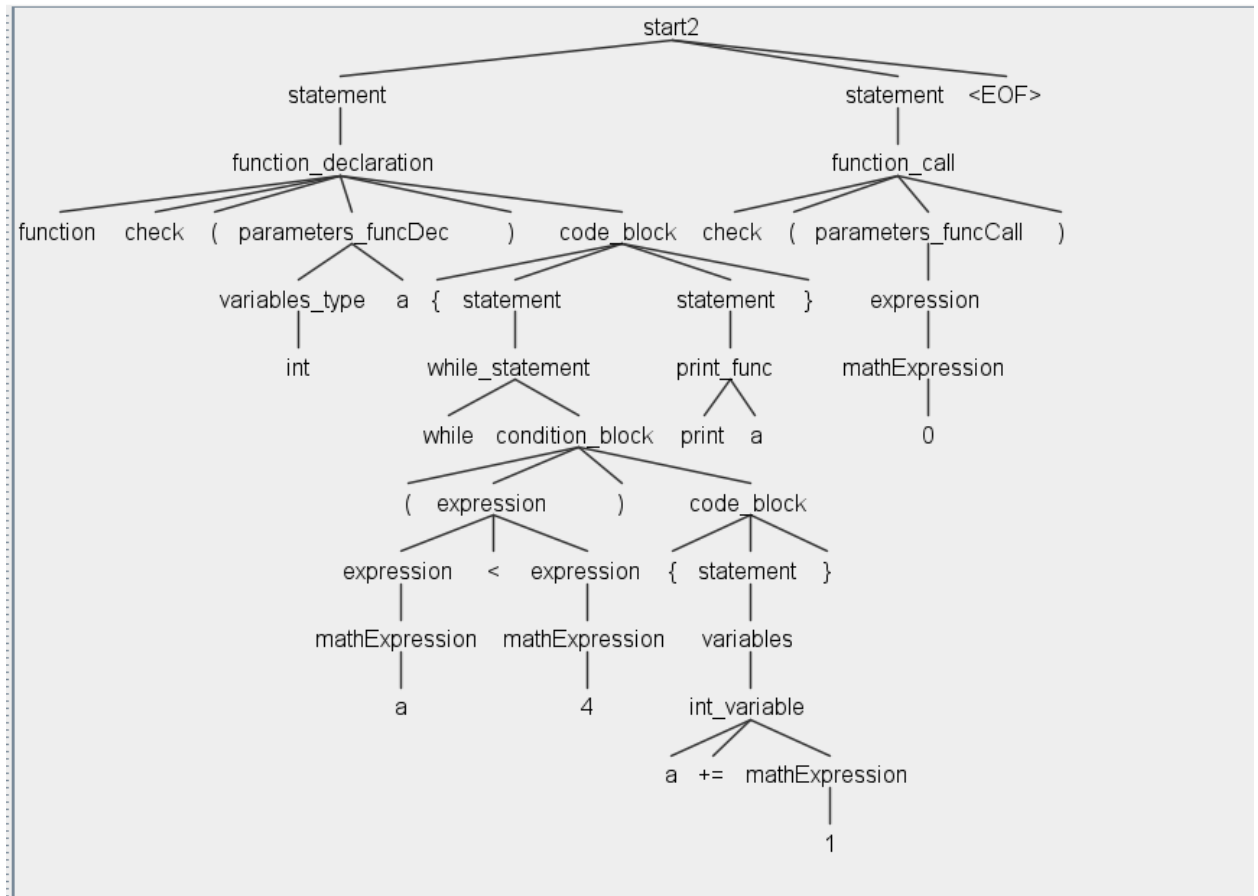 start2
statement statement <EOF>
function_declaration function_call
function check ( parameters_funcDec ) code_block check ( parameters_funcCall )
variables_type a { statement statement } expression
int while_statement print_func mathExpression
while condition_block print a 0
( expression ) code_block
expression < expression { statement }
mathExpression mathExpression variables
a 4 int_variable
a += mathExpression
1